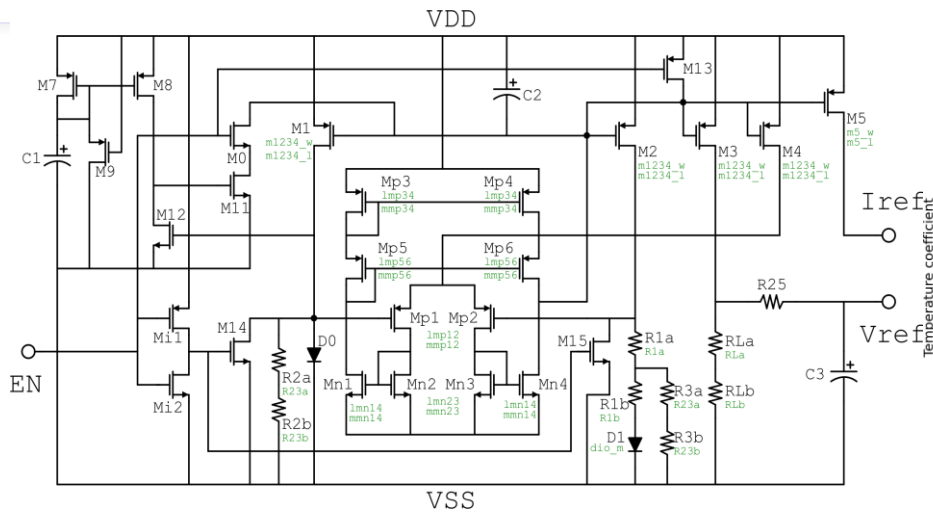 VDD
M7
M8
M13
C2
M5
m5_w
m5_l
M1
m1234_w
m1234_l
M0
M2
m1234_w
m1234_l
M3
m1234_w
m1234_l
M4
m1234_w
m1234_l
C1
M9
M11
Mp3
lmp34
mmp34
Mp4
lmp34
mmp34
M12
Iref
Mp5
lmp56
mmp56
Mp6
lmp56
mmp56
R25
Mi1
M14
Mp1
Mp2
lmp12
mmp12
M15
R1a
R1a
RLa
RLa
Vref
Temperature coefficient
EN
D0
R2a
R23a
Mi2
Mn1
lmn14
mmn14
Mn2
lmn23
mmn23
Mn3
Mn4
lmn14
mmn14
R1b
R1b
R3a
R23a
RLb
RLb
C3
R2b
R23b
D1
dio_m
R3b
R23b
VSS